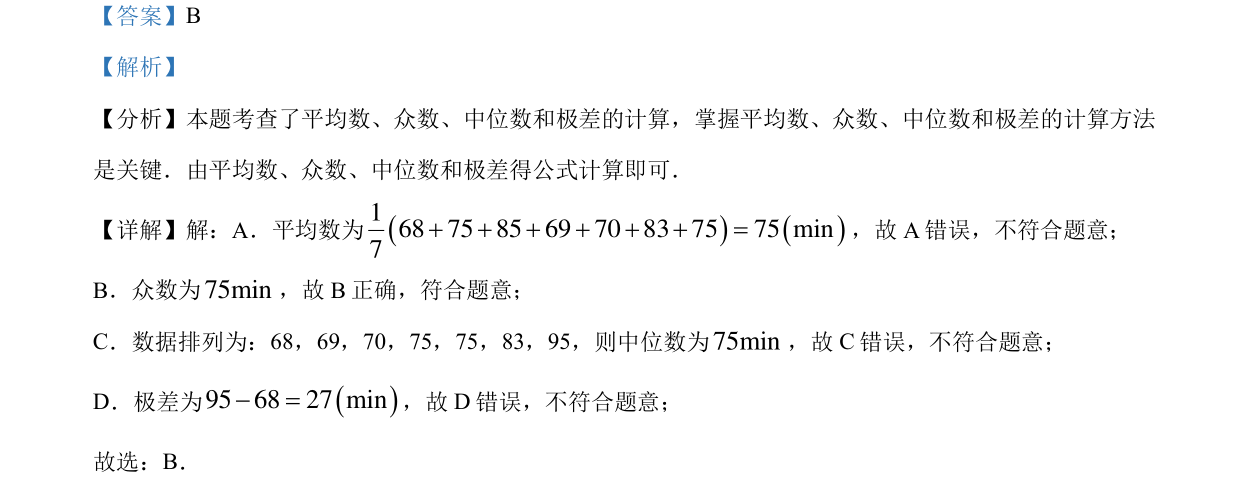 【答案】B
【解析】
【分析】本题考查了平均数、众数、中位数和极差的计算，掌握平均数、众数、中位数和极差的计算方法
是关键．由平均数、众数、中位数和极差得公式计算即可．
【详解】解：A．平均数为 1/7(68+75+85+69+70+83+75)=75(min)，故 A 错误，不符合题意；
B．众数为75min，故 B 正确，符合题意；
C．数据排列为：68，69，70，75，75，83，95，则中位数为75min，故 C 错误，不符合题意；
D．极差为95−68=27(min)，故 D 错误，不符合题意；
故选：B．